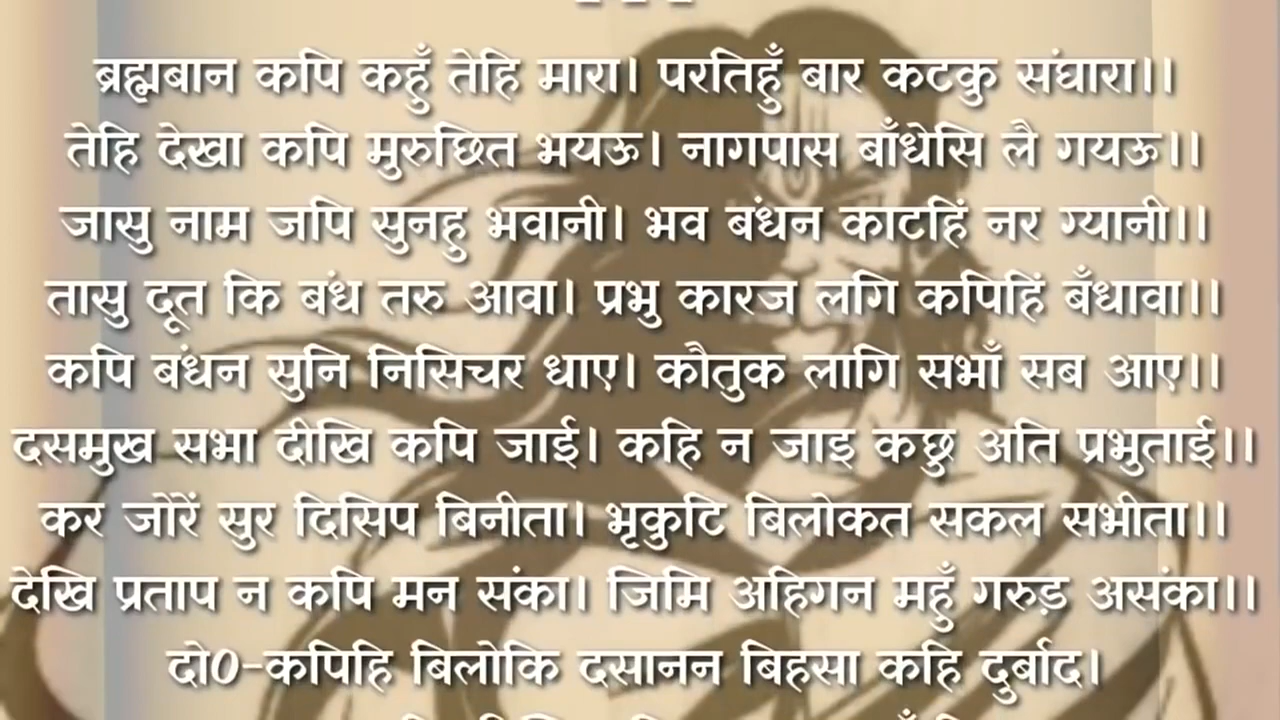 ब्रह्मबान कपि कहुँ तेहि मारा। परतिहुँ बार कटकु संघारा।।
तेहि देखा कपि मुरुछित भयऊ। नागपास बाँधेसि लै गयऊ।।
जासु नाम जपि सुनहु भवानी। भव बंधन काटहिं नर ग्यानी।।
तासु दूत कि बंध तरु आवा। प्रभु कारज लगि कपिहिं बँधावा।।
कपि बंधन सुनि निसिचर धाए। कौतुक लागि सभाँ सब आए।।
दसमुख सभा दीखि कपि जाई। कहि न जाइ कछु अति प्रभुताई।।
कर जोरें सुर दिसिप बिनीता। भृकुटि बिलोकत सकल सभीता।।
देखि प्रताप न कपि मन संका। जिमि अहिगन महुँ गरुड़ असंका।।
दो0-कपिहि बिलोकि दसानन बिहसा कहि दुर्बाद।